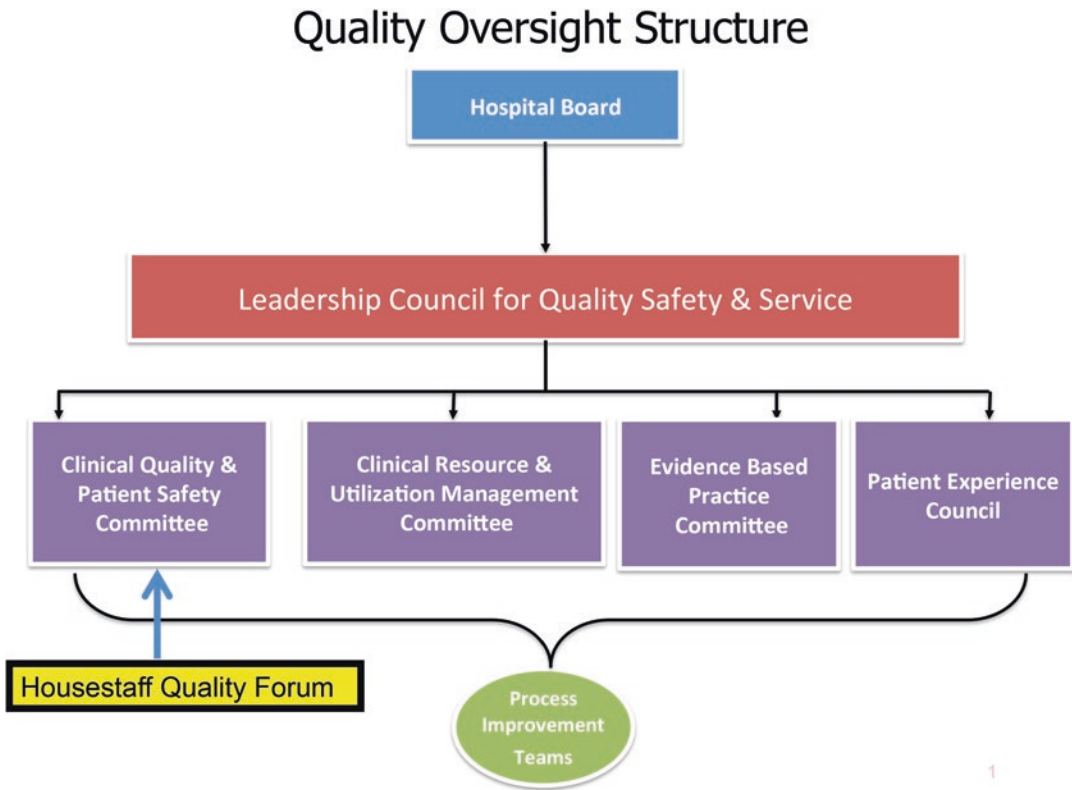 Quality Oversight Structure
Hospital Board
Leadership Council for Quality Safety & Service
Clinical Quality &
Patient Safety
Committee
Clinical Resource &
Utilization Management
Committee
Evidence Based
Practice
Committee
Patient Experience
Council
Housestaff Quality Forum
Process
Improvement
Teams
1